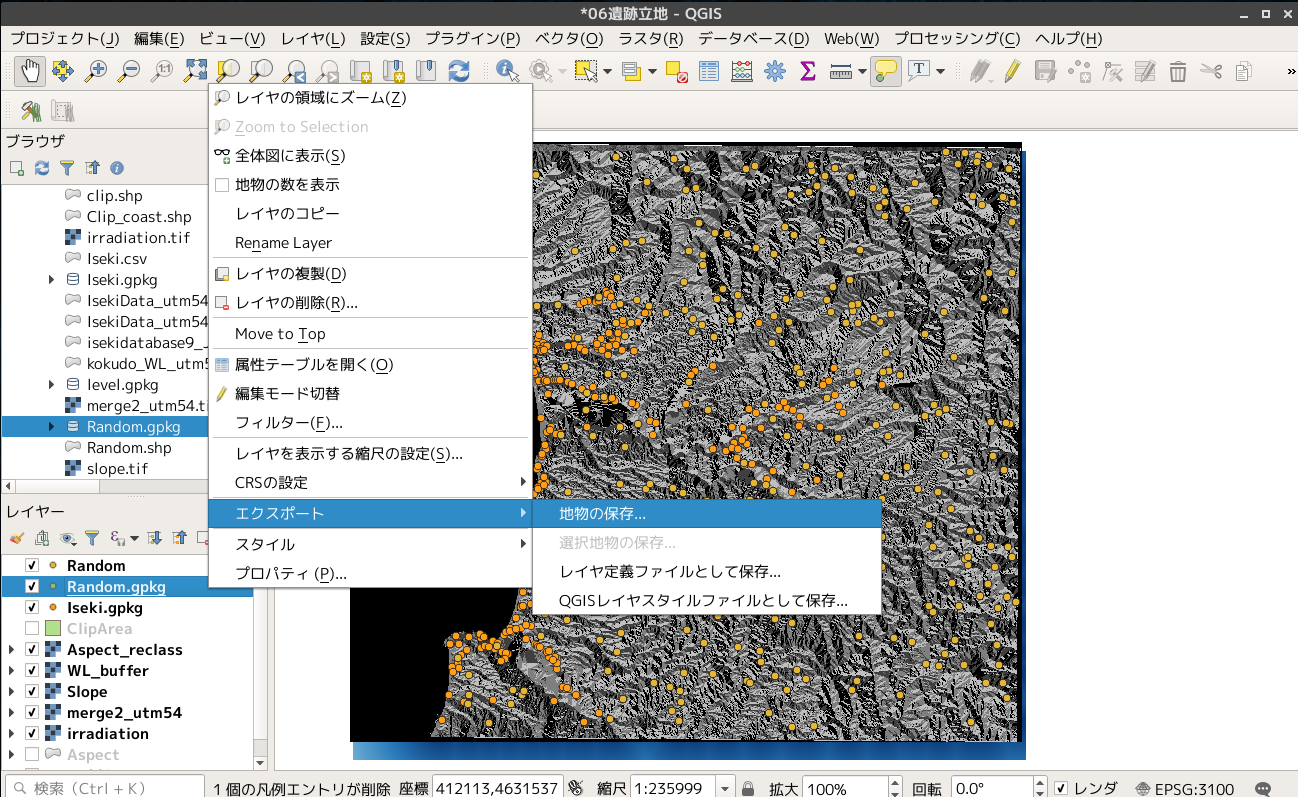 *06遺跡立地 - QGIS
プロジェクト(J) 編集(E) ビュー(V) レイヤ(L) 設定(S) プラグイン(P) ベクタ(O) ラスタ(R) データベース(D) Web(W) プロセッシング(C) ヘルプ(H)
ブラウザ
clip.shp
Clip_coast.shp
irradiation.tif
Iseki.csv
Iseki.gpkg
IsekiData_utm54
IsekiData_utm54
isekidatabase9_
kokudo_WL_utm5
level.gpkg
merge2_utm54.ti
Random.gpkg
Random.shp
slope.tif
レイヤー
Random
Random.gpkg
Iseki.gpkg
ClipArea
Aspect_reclass
WL_buffer
Slope
merge2_utm54
irradiation
Aspect
レイヤの領域にズーム(Z)
Zoom to Selection
全体図に表示(S)
地物の数を表示
レイヤのコピー
Rename Layer
レイヤの複製(D)
レイヤの削除(R)...
Move to Top
属性テーブルを開く(O)
編集モード切替
フィルター(F)...
レイヤを表示する縮尺の設定(S)...
CRSの設定
エクスポート
スタイル
プロパティ(P)...
地物の保存...
選択地物の保存...
レイヤ定義ファイルとして保存...
QGISレイヤスタイルファイルとして保存...
検索 (Ctrl + K) 1 個の凡例エントリが削除 座標 412113,4631537 縮尺 1:235999 拡大 100% 回転 0.0° レンダ EPSG:3100